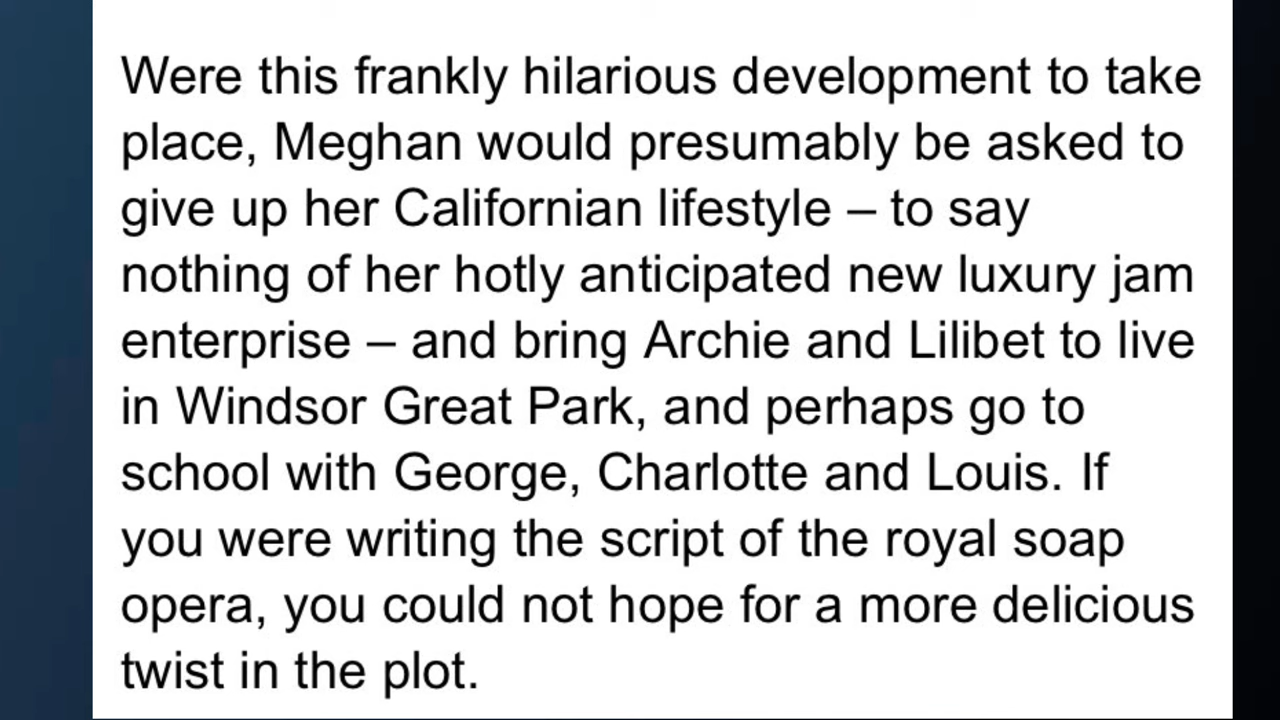 Were this frankly hilarious development to take
place, Meghan would presumably be asked to
give up her Californian lifestyle – to say
nothing of her hotly anticipated new luxury jam
enterprise – and bring Archie and Lilibet to live
in Windsor Great Park, and perhaps go to
school with George, Charlotte and Louis. If
you were writing the script of the royal soap
opera, you could not hope for a more delicious
twist in the plot.